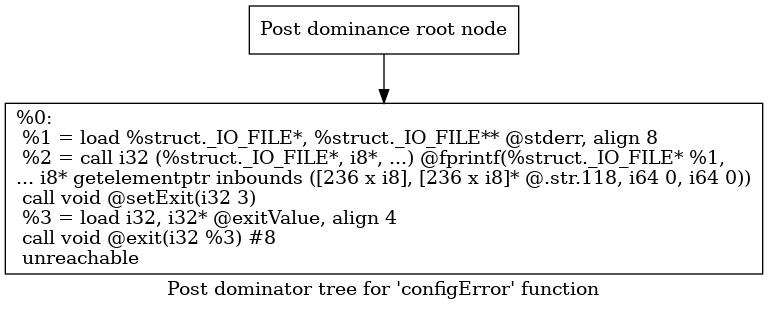 Post dominance root node
%0:
%1 = load %struct._IO_FILE*, %struct._IO_FILE** @stderr, align 8
%2 = call i32 (%struct._IO_FILE*, i8*, ...) @fprintf(%struct._IO_FILE* %1,
... i8* getelementptr inbounds ([236 x i8], [236 x i8]* @.str.118, i64 0, i64 0))
call void @setExit(i32 3)
%3 = load i32, i32* @exitValue, align 4
call void @exit(i32 %3) #8
unreachable
Post dominator tree for 'configError' function